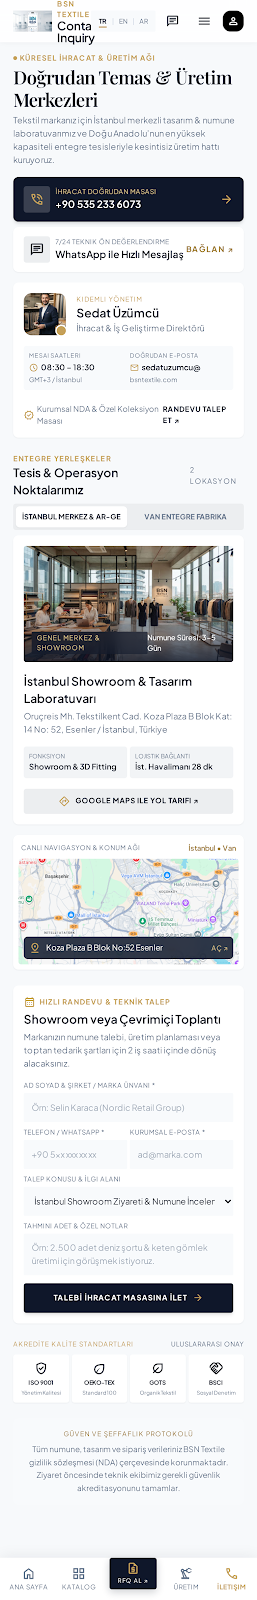 BSN
TEXTILE
Conta
Inquiry
TR | EN | AR
KÜRESEL İHRACAT & ÜRETİM AĞI
Doğrudan Temas & Üretim
Merkezleri
Tekstil markanız için İstanbul merkezli tasarım & numune
laboratuvarımız ve Doğu Anadolu'nun en yüksek
kapasiteli entegre tesisleriyle kesintisiz üretim hattı
kuruyoruz.
İHRACAT DOĞRUDAN MASASI
+90 535 233 6073
7/24 TEKNİK ÖN DEĞERLENDİRME
WhatsApp ile Hızlı Mesajlaş
BAĞLAN ↗
KIDEMLİ YÖNETİM
Sedat Üzümcü
İhracat & İş Geliştirme Direktörü
MESAİ SAATLERİ
08:30 – 18:30
GMT+3 / İstanbul
DOĞRUDAN E-POSTA
sedatuzumcu@
bsntextile.com
Kurumsal NDA & Özel Koleksiyon
Masası
RANDEVU TALEP
ET ↗
ENTEGRE YERLEŞKELER
Tesis & Operasyon
Noktalarımız
2
LOKASYON
İSTANBUL MERKEZ & AR-GE
VAN ENTEGRE FABRIKA
BSN
GENEL MERKEZ &
SHOWROOM
Numune Süresi: 3–5
Gün
İstanbul Showroom & Tasarım
Laboratuvarı
Oruçreis Mh. Tekstilkent Cad. Koza Plaza B Blok Kat:
14 No: 52, Esenler / İstanbul, Türkiye
FONKSİYON
Showroom & 3D Fitting
LOJİSTİK BAĞLANTI
İst. Havalimanı 28 dk
GOOGLE MAPS ILE YOL TARIFI ↗
CANLI NAVİGASYON & KONUM AĞI
İstanbul • Van
Başakşehir
Koza Plaza B Blok No:52 Esenler
AÇ ↗
HIZLI RANDEVU & TEKNİK TALEP
Showroom veya Çevrimiçi Toplantı
Markanızın numune talebi, üretim planlaması veya
toptan tedarik şartları için 2 iş saati içinde dönüş
alacaksınız.
AD SOYAD & ŞİRKET / MARKA ÜNVANI *
Örn: Selin Karaca (Nordic Retail Group)
TELEFON / WHATSAPP *
+90 5xx xxx xx xx
KURUMSAL E-POSTA *
ad@marka.com
TALEP KONUSU & İLGI ALANI
İstanbul Showroom Ziyareti & Numune İnceler
TAHMINI ADET & ÖZEL NOTLAR
Örn: 2.500 adet deniz şortu & keten gömlek
üretimi için görüşmek istiyoruz.
TALEBİ İHRACAT MASASINA İLET →
AKREDİTE KALİTE STANDARTLARI
ULUSLARARASI ONAY
ISO 9001
Yönetim Kalitesi
OEKO-TEX
Standard 100
GOTS
Organik Tekstil
BSCI
Sosyal Denetim
GÜVEN VE ŞEFFAFLIK PROTOKOLÜ
Tüm numune, tasarım ve sipariş verileriniz BSN Textile
gizlilik sözleşmesi (NDA) çerçevesinde korunmaktadır.
Ziyaret öncesinde teknik ekibimiz gerekli güvenlik
akreditasyonunu tamamlar.
ANA SAYFA
KATALOG
RFQ AL ↗
ÜRETİM
İLETİŞİM